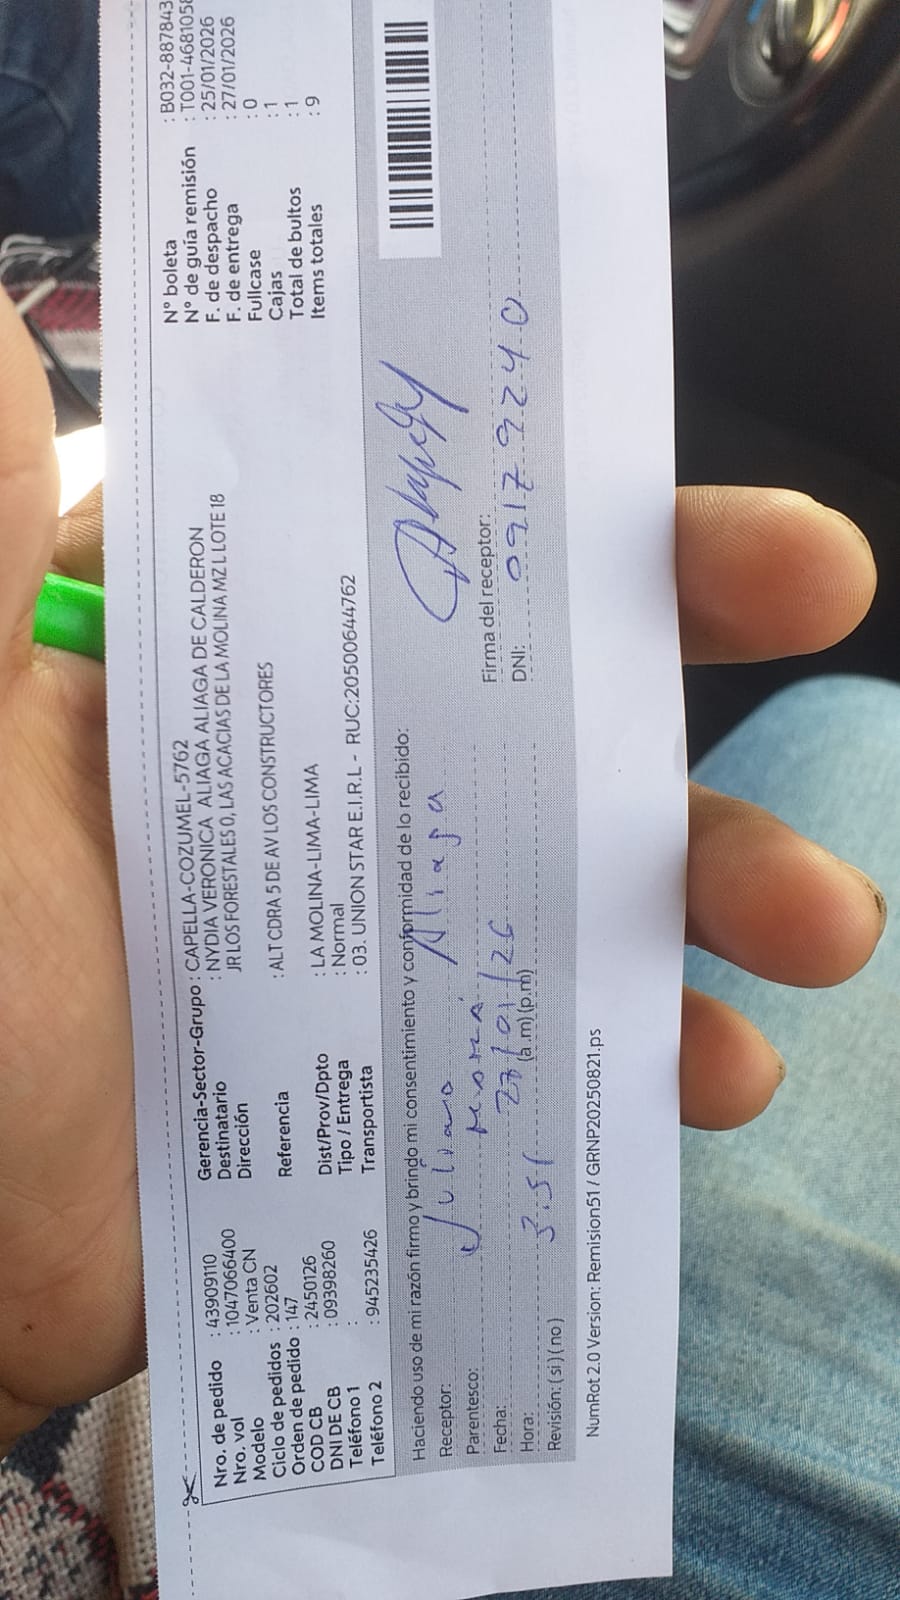 Nro. de pedido : 43909110
Nro. vol : 1047066400
Modelo : Venta CN
Ciclo de pedidos : 202602
Orden de pedido : 147
COD CB : 2450126
DNI DE CB : 09398260
Teléfono 1 :
Teléfono 2 : 945235426
Gerencia-Sector-Grupo : CAPELLA-COZUMEL-5762
Destinatario : NYDIA VERONICA ALIAGA ALIAGA DE CALDERON
Dirección JR LOS FORESTALES 0, LAS ACACIAS DE LA MOLINA MZ L LOTE 18
Referencia : ALT CDRA 5 DE AV LOS CONSTRUCTORES
Dist/Prov/Dpto : LA MOLINA-LIMA-LIMA
Tipo / Entrega : Normal
Transportista : 03. UNION STAR E.I.R.L - RUC:20500644762
N° boleta : B032-887843
N° de guía remisión : T001-4681058
F. de despacho : 25/01/2026
F. de entrega : 27/01/2026
Fullcase : 0
Cajas : 1
Total de bultos : 1
Items totales : 9
Haciendo uso de mi razón firmo y brindo mi consentimiento y conformidad de lo recibido:
Receptor: Juliana Aliaga
Parentesco: mamá
Fecha: 27/01/26
Hora: 3.51 (a.m)(p.m)
Revisión: ( si ) ( no )
Firma del receptor:
DNI: 09179240
NumRot 2.0 Version: Remision51 / GRNP20250821.ps